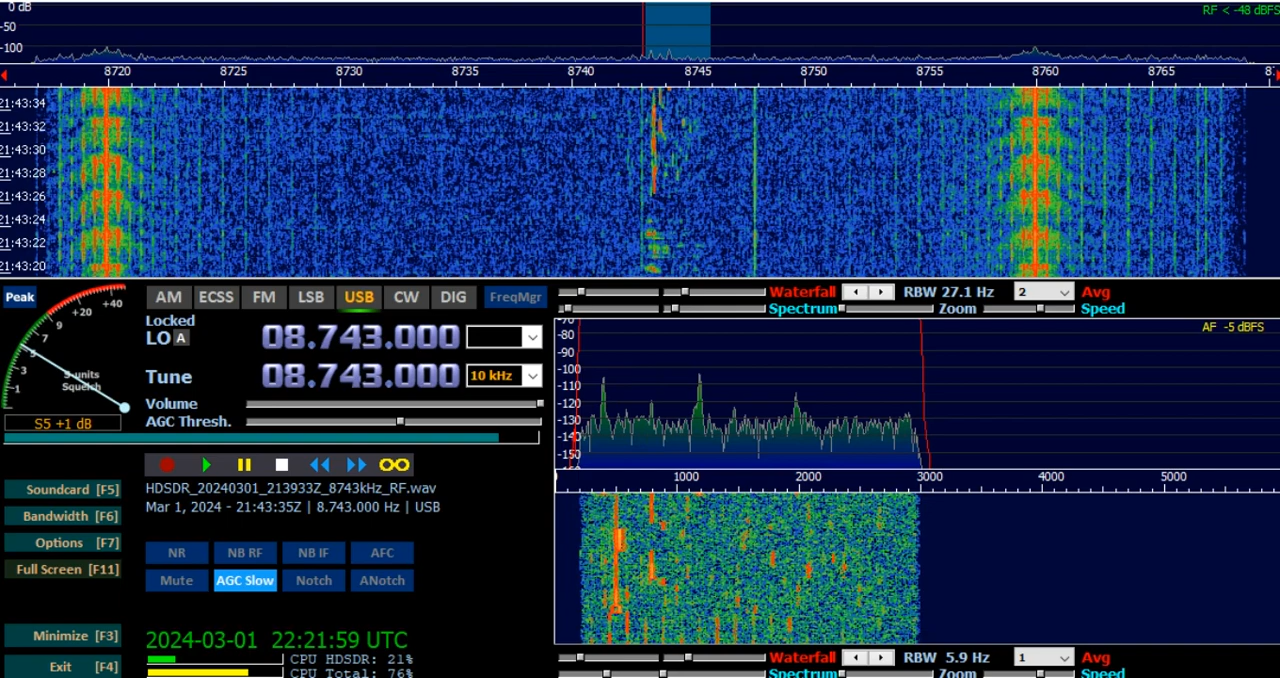 0 dB
RF < -48 dBFS
-50
-100
8720 8725 8730 8735 8740 8745 8750 8755 8760 8765
21:43:34
21:43:32
21:43:30
21:43:28
21:43:26
21:43:24
21:43:22
21:43:20
Peak
+40
+20
9
7
5
3
1
S-units
Squelch
S5 +1 dB
AM ECSS FM LSB USB CW DIG FreqMgr
Locked
LO A 08.743.000
Tune 08.743.000 10 kHz
Volume
AGC Thresh.
HDSDR_20240301_213933Z_8743kHz_RF.wav
Mar 1, 2024 - 21:43:35Z | 8.743.000 Hz | USB
Soundcard [F5]
Bandwidth [F6]
Options [F7]
Full Screen [F11]
Minimize [F3]
Exit [F4]
NR NB RF NB IF AFC
Mute AGC Slow Notch ANotch
2024-03-01 22:21:59 UTC
CPU HDSDR: 21%
CPU Total: 76%
Waterfall RBW 27.1 Hz 2 Avg
Spectrum Zoom Speed
AF -5 dBFS
-70
-80
-90
-100
-110
-120
-130
-140
-150
1000 2000 3000 4000 5000
Waterfall RBW 5.9 Hz 1 Avg
Spectrum Zoom Speed